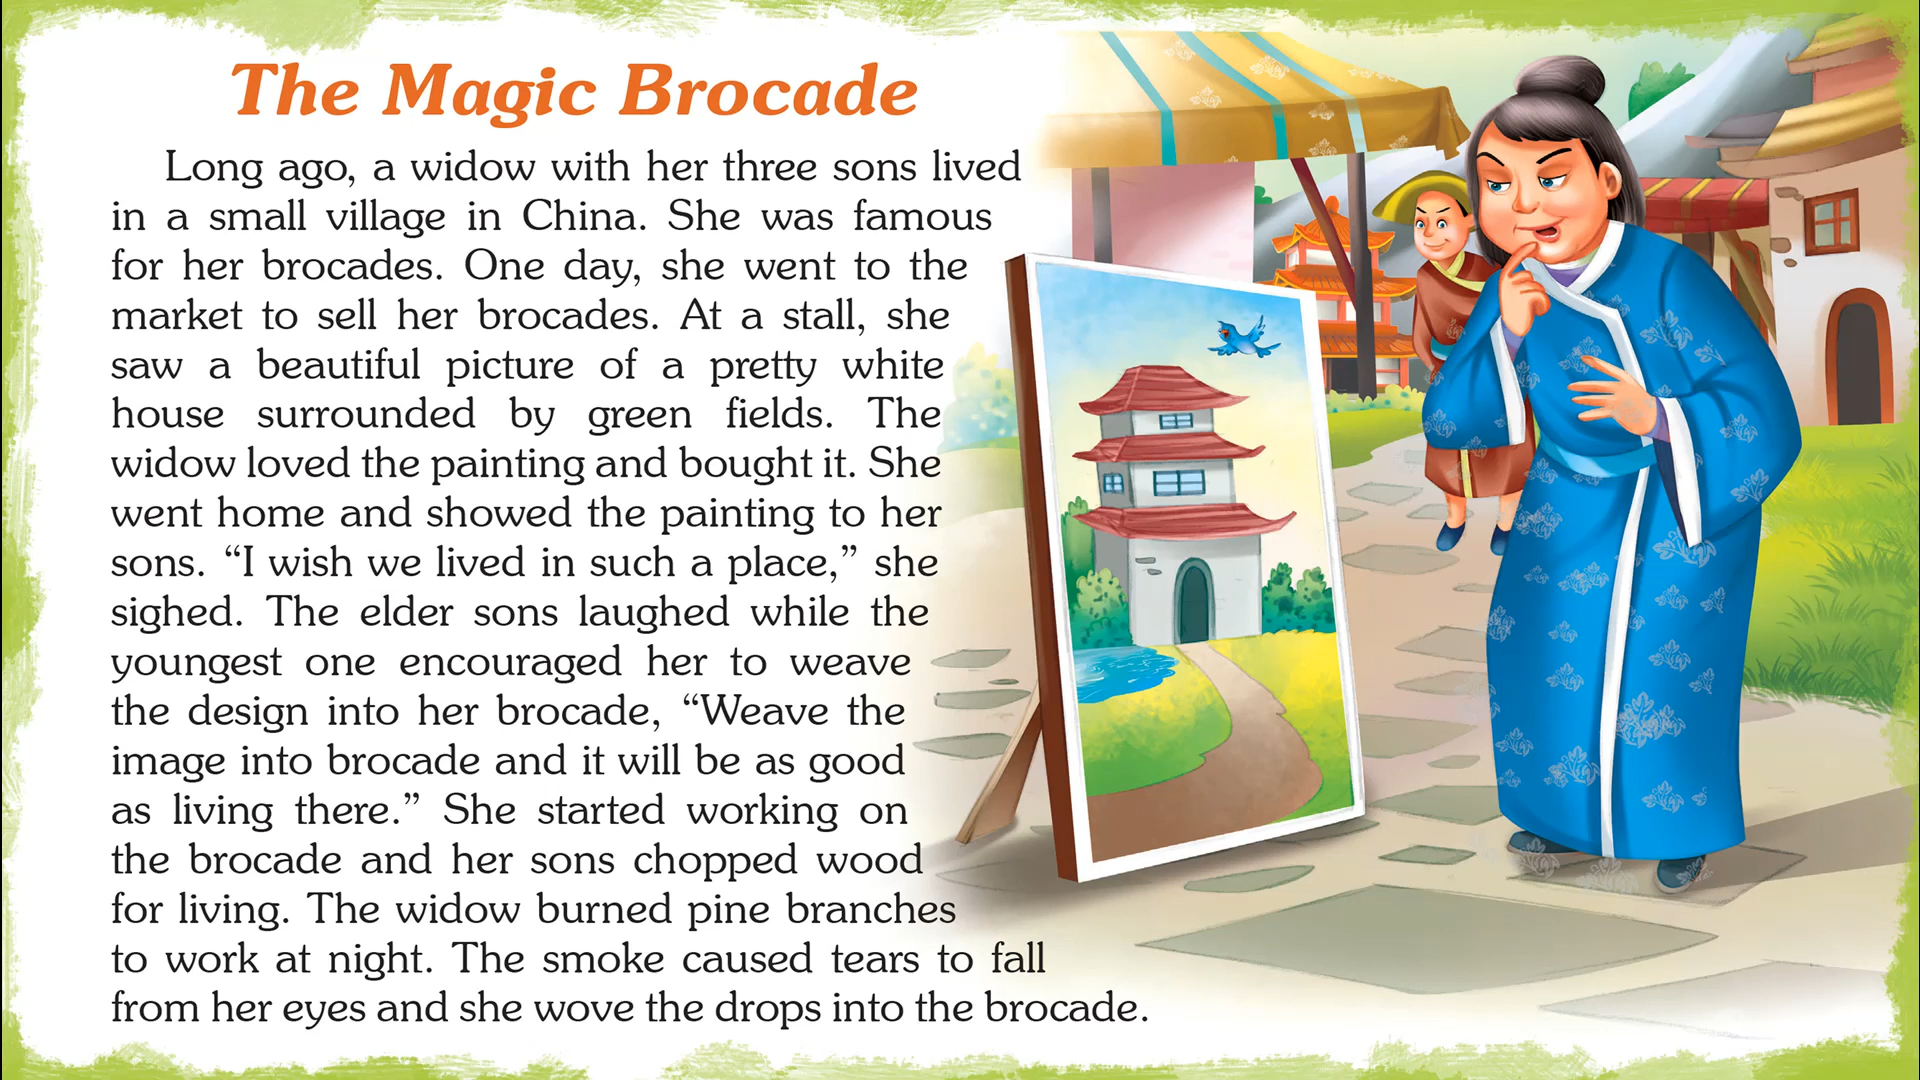 The Magic Brocade
Long ago, a widow with her three sons lived
in a small village in China. She was famous
for her brocades. One day, she went to the
market to sell her brocades. At a stall, she
saw a beautiful picture of a pretty white
house surrounded by green fields. The
widow loved the painting and bought it. She
went home and showed the painting to her
sons. “I wish we lived in such a place,” she
sighed. The elder sons laughed while the
youngest one encouraged her to weave
the design into her brocade, “Weave the
image into brocade and it will be as good
as living there.” She started working on
the brocade and her sons chopped wood
for living. The widow burned pine branches
to work at night. The smoke caused tears to fall
from her eyes and she wove the drops into the brocade.